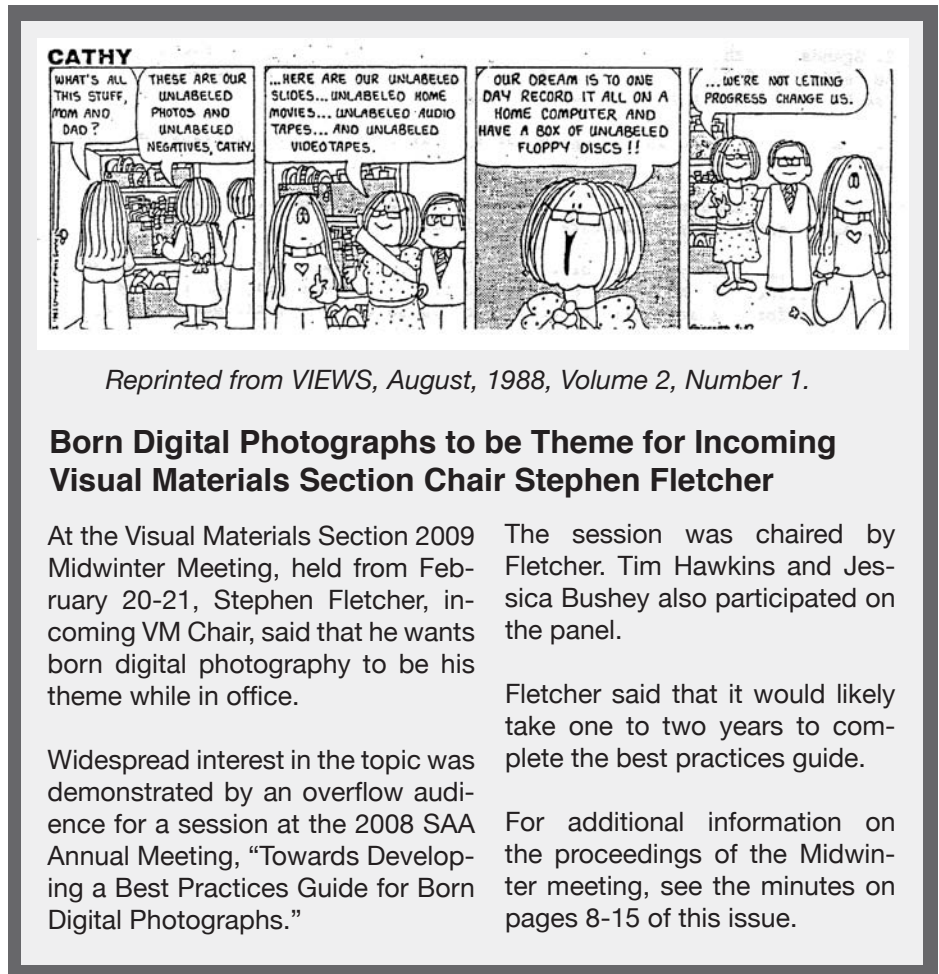 CATHY
WHAT'S ALL
THIS STUFF,
MOM AND
DAD?
THESE ARE OUR
UNLABELED
PHOTOS AND
UNLABELED
NEGATIVES, CATHY.
...HERE ARE OUR UNLABELED
SLIDES... UNLABELED HOME
MOVIES... UNLABELED AUDIO
TAPES... AND UNLABELED
VIDEOTAPES.
OUR DREAM IS TO ONE
DAY RECORD IT ALL ON A
HOME COMPUTER AND
HAVE A BOX OF UNLABELED
FLOPPY DISCS!!
...WE'RE NOT LETTING
PROGRESS CHANGE US.
Reprinted from VIEWS, August, 1988, Volume 2, Number 1.
Born Digital Photographs to be Theme for Incoming
Visual Materials Section Chair Stephen Fletcher
At the Visual Materials Section 2009
Midwinter Meeting, held from Feb-
ruary 20-21, Stephen Fletcher, in-
coming VM Chair, said that he wants
born digital photography to be his
theme while in office.
Widespread interest in the topic was
demonstrated by an overflow audi-
ence for a session at the 2008 SAA
Annual Meeting, “Towards Develop-
ing a Best Practices Guide for Born
Digital Photographs.”
The session was chaired by
Fletcher. Tim Hawkins and Jes-
sica Bushey also participated on
the panel.
Fletcher said that it would likely
take one to two years to com-
plete the best practices guide.
For additional information on
the proceedings of the Midwin-
ter meeting, see the minutes on
pages 8-15 of this issue.